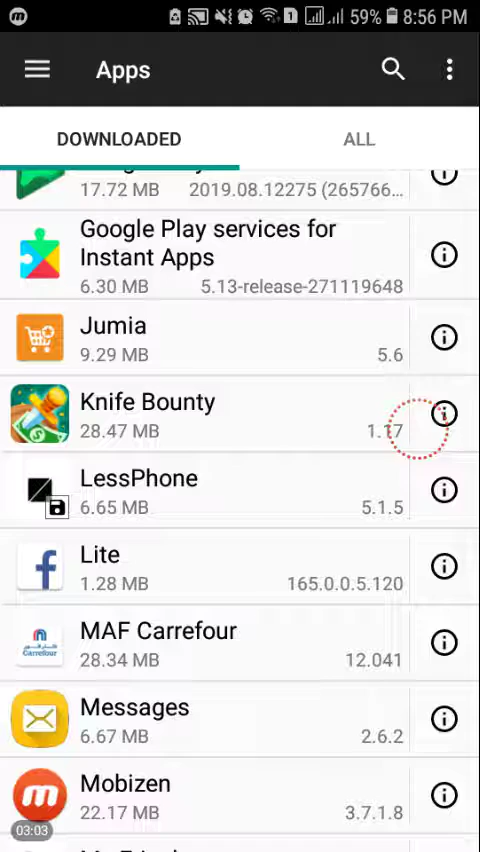 59% 8:56 PM
Apps
DOWNLOADED
ALL
17.72 MB 2019.08.12275 (265766...
Google Play services for
Instant Apps
6.30 MB 5.13-release-271119648
Jumia
9.29 MB 5.6
Knife Bounty
28.47 MB 1.17
LessPhone
6.65 MB 5.1.5
Lite
1.28 MB 165.0.0.5.120
MAF Carrefour
28.34 MB 12.041
Messages
6.67 MB 2.6.2
Mobizen
22.17 MB 3.7.1.8
03:03